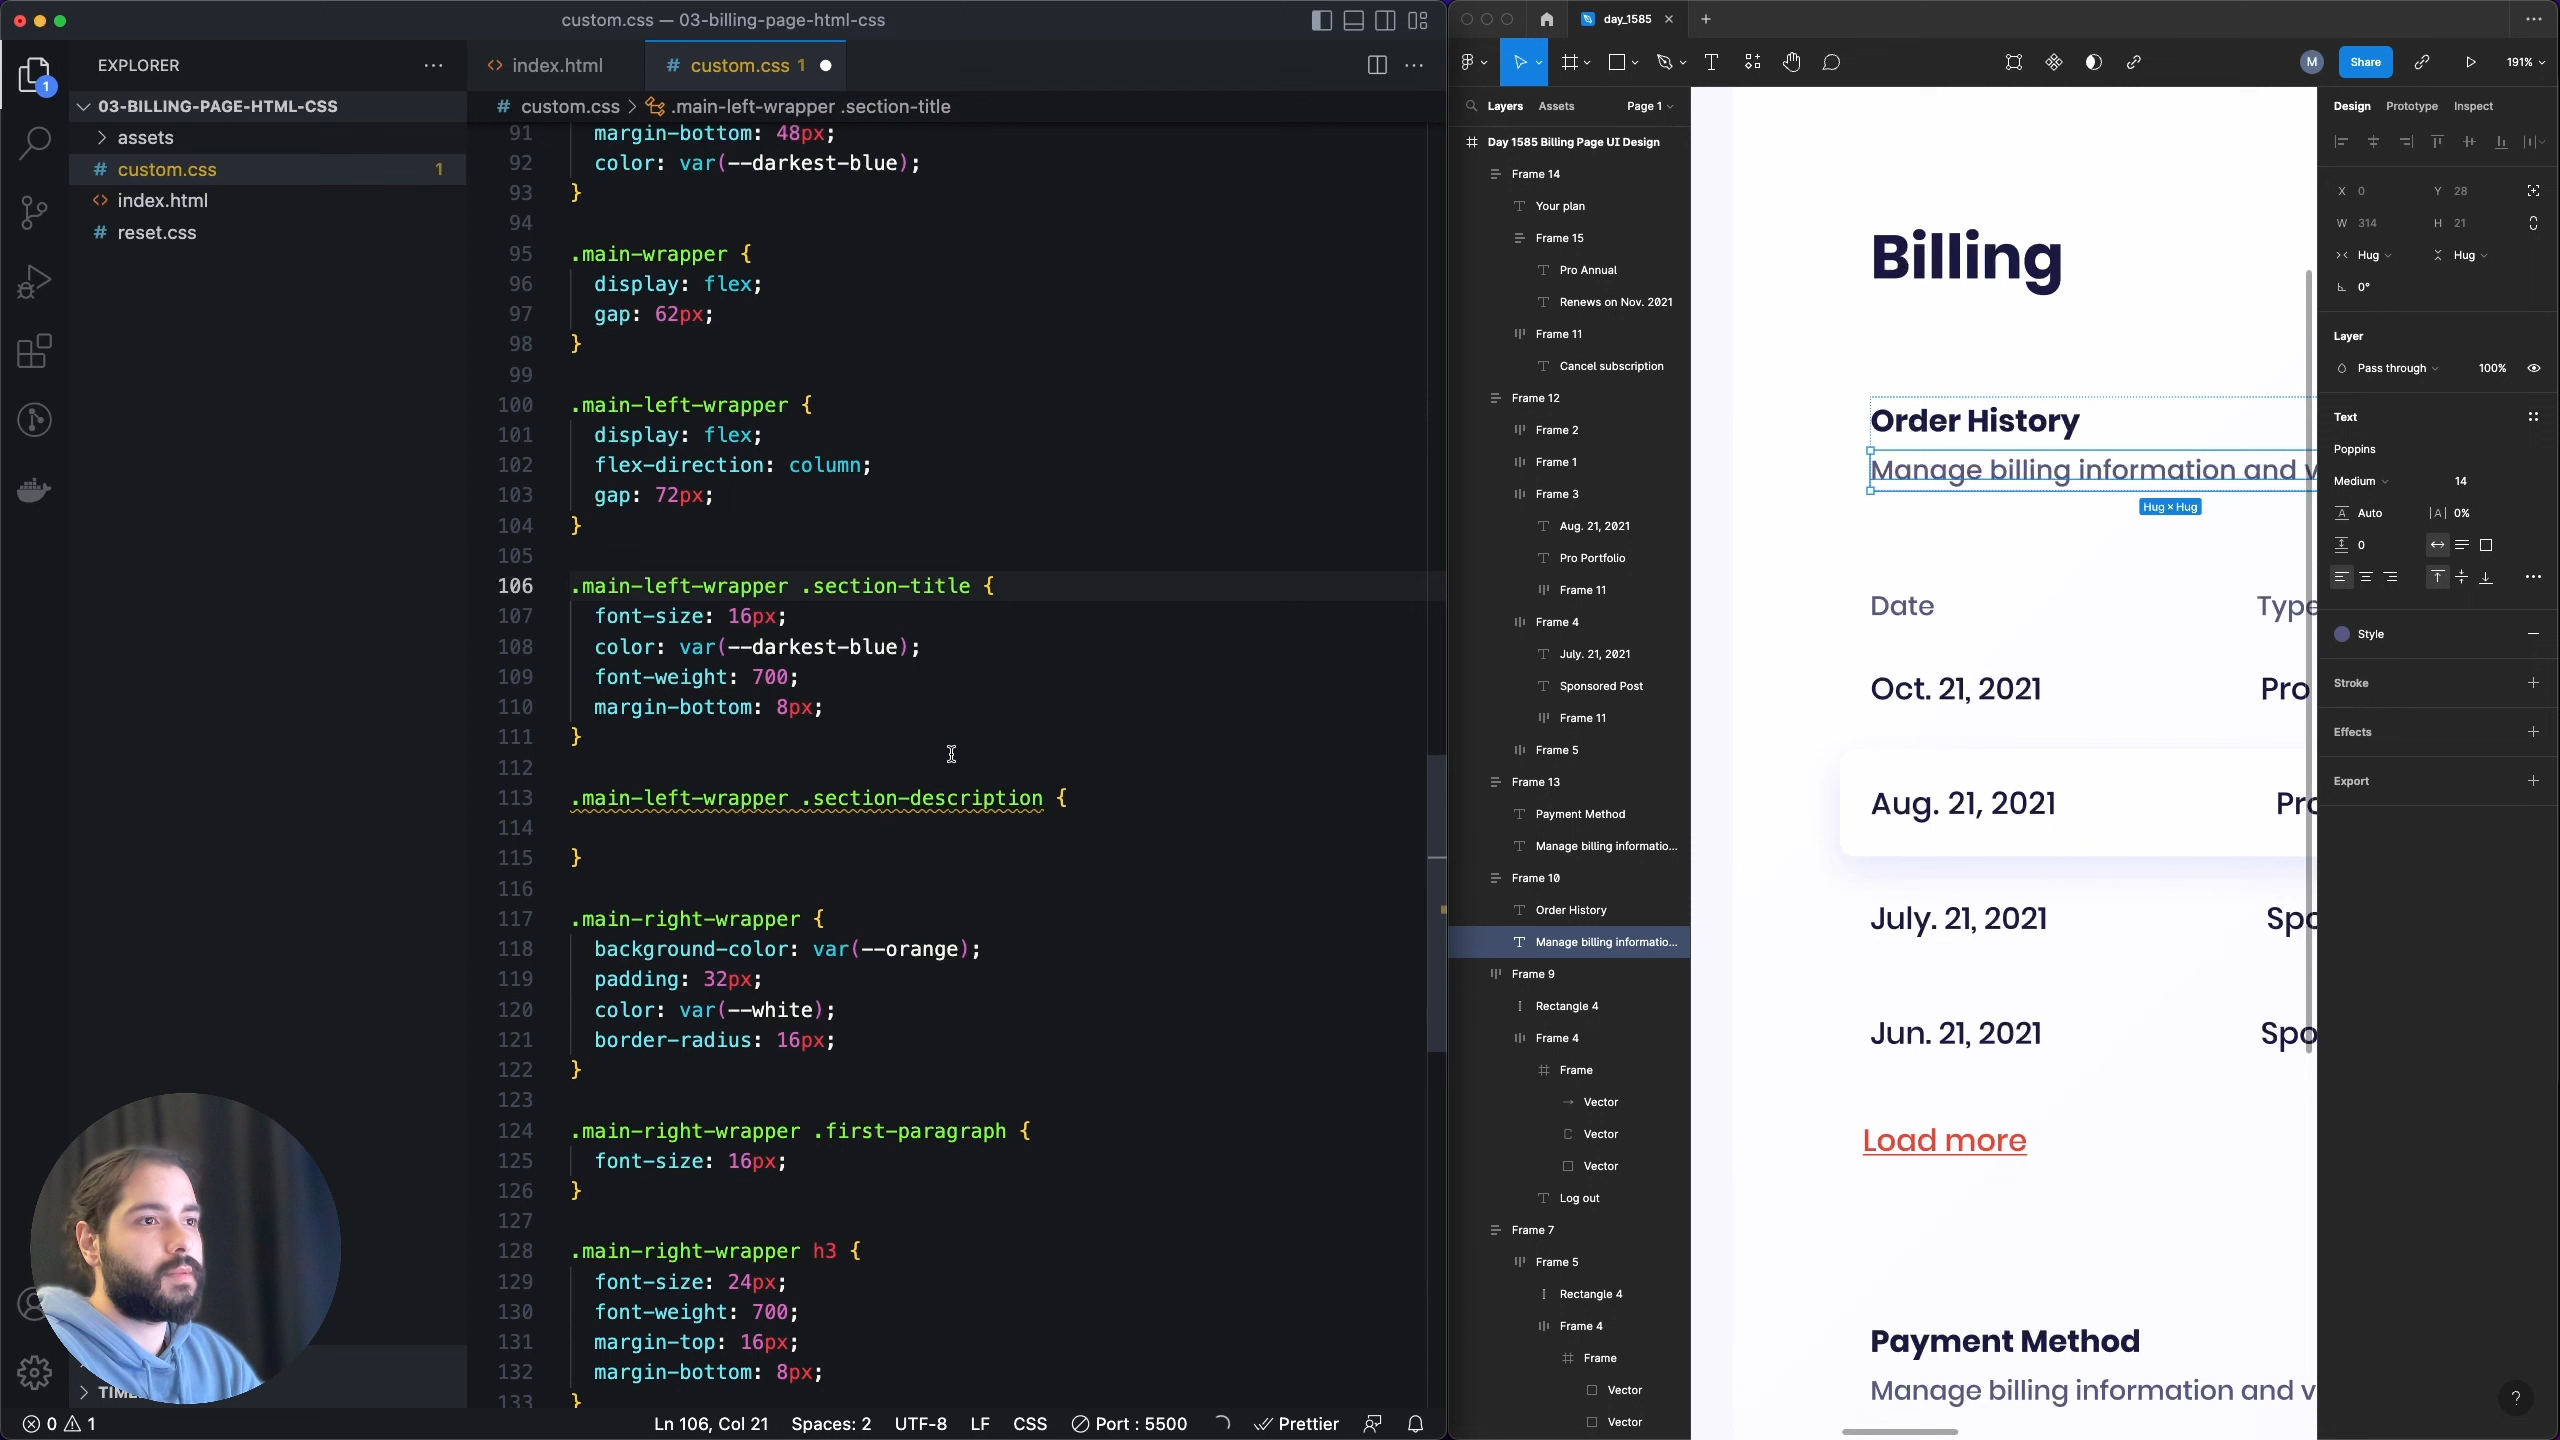 custom.css — 03-billing-page-html-css
EXPLORER
03-BILLING-PAGE-HTML-CSS
assets
custom.css 1
index.html
reset.css
1
index.html
custom.css 1
custom.css > .main-left-wrapper .section-title
91 margin-bottom: 48px;
92 color: var(--darkest-blue);
93 }
94
95 .main-wrapper {
96 display: flex;
97 gap: 62px;
98 }
99
100 .main-left-wrapper {
101 display: flex;
102 flex-direction: column;
103 gap: 72px;
104 }
105
106 .main-left-wrapper .section-title {
107 font-size: 16px;
108 color: var(--darkest-blue);
109 font-weight: 700;
110 margin-bottom: 8px;
111 }
112
113 .main-left-wrapper .section-description {
114
115 }
116
117 .main-right-wrapper {
118 background-color: var(--orange);
119 padding: 32px;
120 color: var(--white);
121 border-radius: 16px;
122 }
123
124 .main-right-wrapper .first-paragraph {
125 font-size: 16px;
126 }
127
128 .main-right-wrapper h3 {
129 font-size: 24px;
130 font-weight: 700;
131 margin-top: 16px;
132 margin-bottom: 8px;
133 }
0 1
Ln 106, Col 21 Spaces: 2 UTF-8 LF CSS Port : 5500 Prettier
day_1585
M Share 191%
Layers Assets Page 1
Day 1585 Billing Page UI Design
Frame 14
Your plan
Frame 15
Pro Annual
Renews on Nov. 2021
Frame 11
Cancel subscription
Frame 12
Frame 2
Frame 1
Frame 3
Aug. 21, 2021
Pro Portfolio
Frame 11
Frame 4
July. 21, 2021
Sponsored Post
Frame 11
Frame 5
Frame 13
Payment Method
Manage billing informatio...
Frame 10
Order History
Manage billing informatio...
Frame 9
Rectangle 4
Frame 4
Frame
Vector
Vector
Vector
Log out
Frame 7
Frame 5
Rectangle 4
Frame 4
Frame
Vector
Vector
Billing
Order History
Manage billing information and v
Hug × Hug
Date Type
Oct. 21, 2021 Pro
Aug. 21, 2021 Pro
July. 21, 2021 Spo
Jun. 21, 2021 Spo
Load more
Payment Method
Manage billing information and v
Design Prototype Inspect
X 0 Y 28
W 314 H 21
Hug Hug
0°
Layer
Pass through 100%
Text
Poppins
Medium 14
Auto |A| 0%
0
Style
Stroke
Effects
Export
?